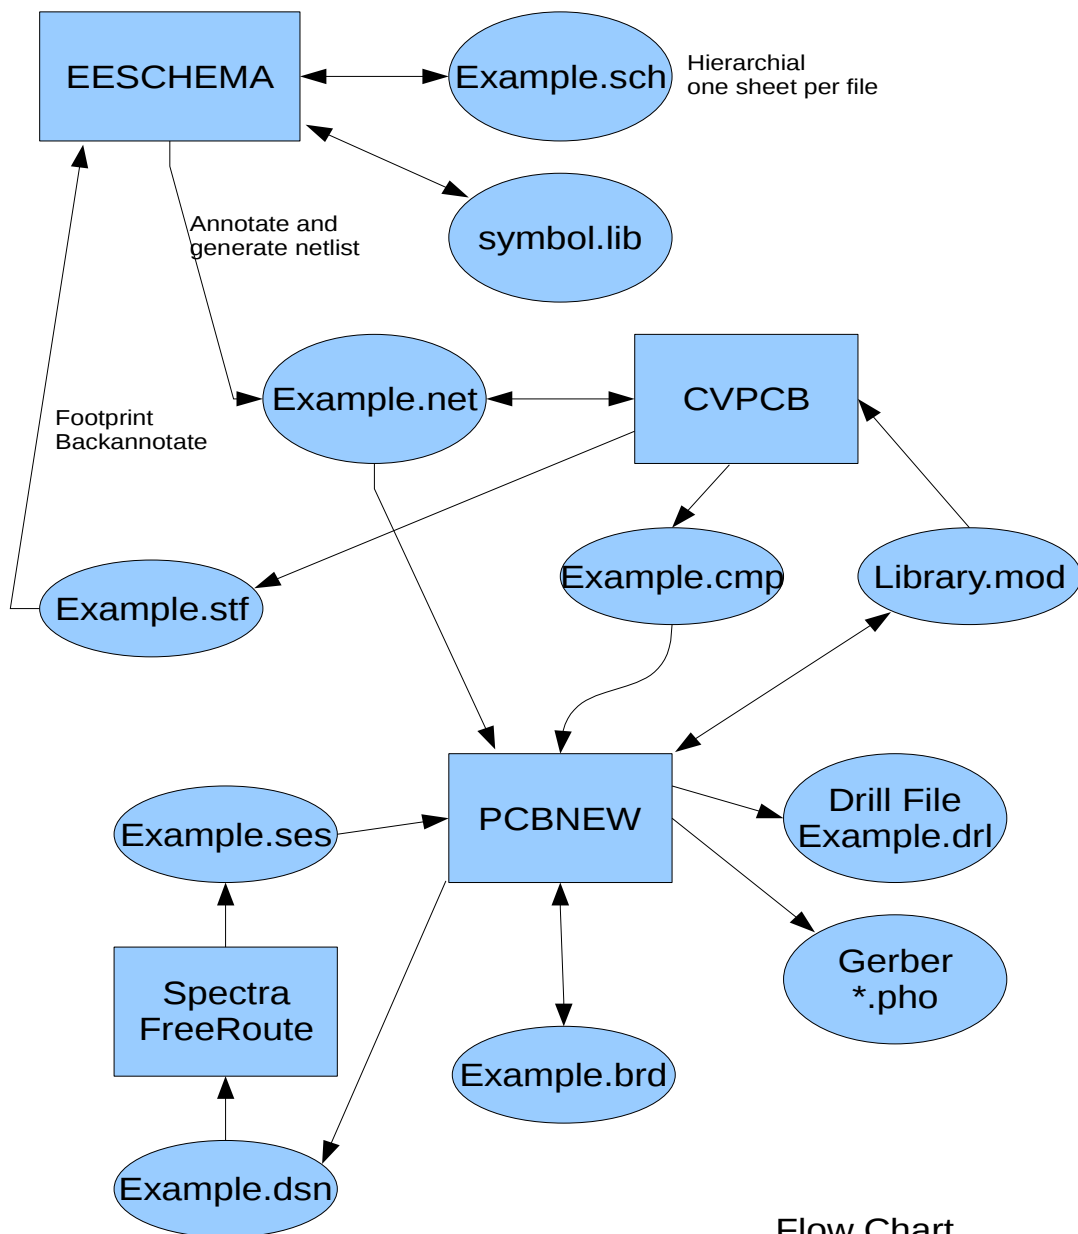 EESCHEMA
Example.sch
Hierarchial
one sheet per file
symbol.lib
Annotate and
generate netlist
Example.net
CVPCB
Footprint
Backannotate
Example.stf
Example.cmp
Library.mod
PCBNEW
Example.ses
Drill File
Example.drl
Spectra
FreeRoute
Gerber
*.pho
Example.brd
Example.dsn
Flow Chart